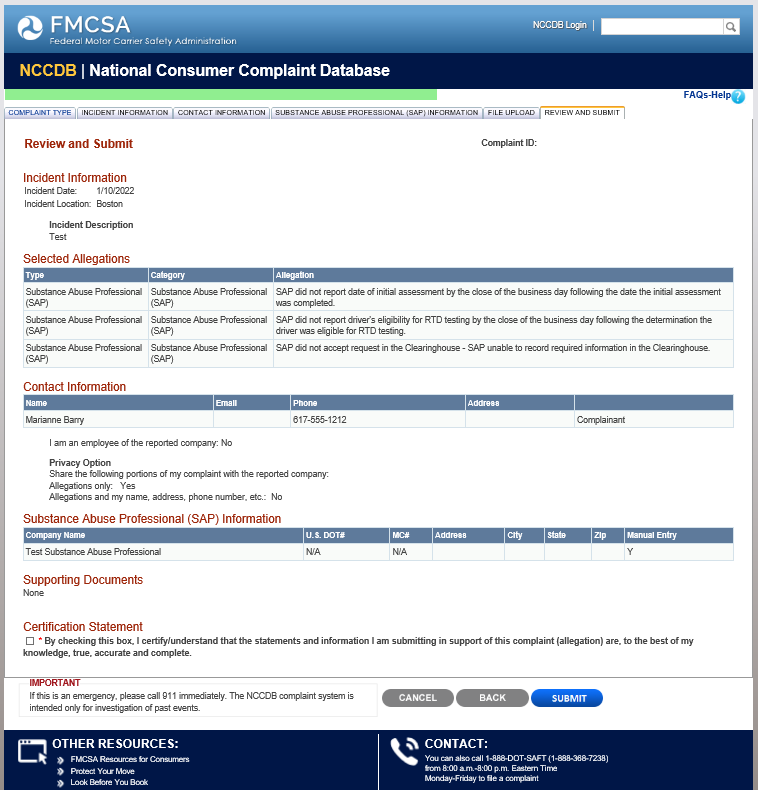 FMCSA
Federal Motor Carrier Safety Administration
NCCDB Login
NCCDB | National Consumer Complaint Database
FAQs-Help ?
COMPLAINT TYPE INCIDENT INFORMATION CONTACT INFORMATION SUBSTANCE ABUSE PROFESSIONAL (SAP) INFORMATION FILE UPLOAD REVIEW AND SUBMIT
Review and Submit
Complaint ID:
Incident Information
Incident Date: 1/10/2022
Incident Location: Boston
Incident Description
Test
Selected Allegations
Type Category Allegation
Substance Abuse Professional (SAP) Substance Abuse Professional (SAP) SAP did not report date of initial assessment by the close of the business day following the date the initial assessment was completed.
Substance Abuse Professional (SAP) Substance Abuse Professional (SAP) SAP did not report driver's eligibility for RTD testing by the close of the business day following the determination the driver was eligible for RTD testing.
Substance Abuse Professional (SAP) Substance Abuse Professional (SAP) SAP did not accept request in the Clearinghouse - SAP unable to record required information in the Clearinghouse.
Contact Information
Name Email Phone Address
Marianne Barry 617-555-1212 Complainant
I am an employee of the reported company: No
Privacy Option
Share the following portions of my complaint with the reported company:
Allegations only: Yes
Allegations and my name, address, phone number, etc.: No
Substance Abuse Professional (SAP) Information
Company Name U.S. DOT# MC# Address City State Zip Manual Entry
Test Substance Abuse Professional N/A N/A Y
Supporting Documents
None
Certification Statement
* By checking this box, I certify/understand that the statements and information I am submitting in support of this complaint (allegation) are, to the best of my
knowledge, true, accurate and complete.
IMPORTANT
If this is an emergency, please call 911 immediately. The NCCDB complaint system is
intended only for investigation of past events.
CANCEL BACK SUBMIT
OTHER RESOURCES:
FMCSA Resources for Consumers
Protect Your Move
Look Before You Book
CONTACT:
You can also call 1-888-DOT-SAFT (1-888-368-7238)
from 8:00 a.m.-8:00 p.m. Eastern Time
Monday-Friday to file a complaint